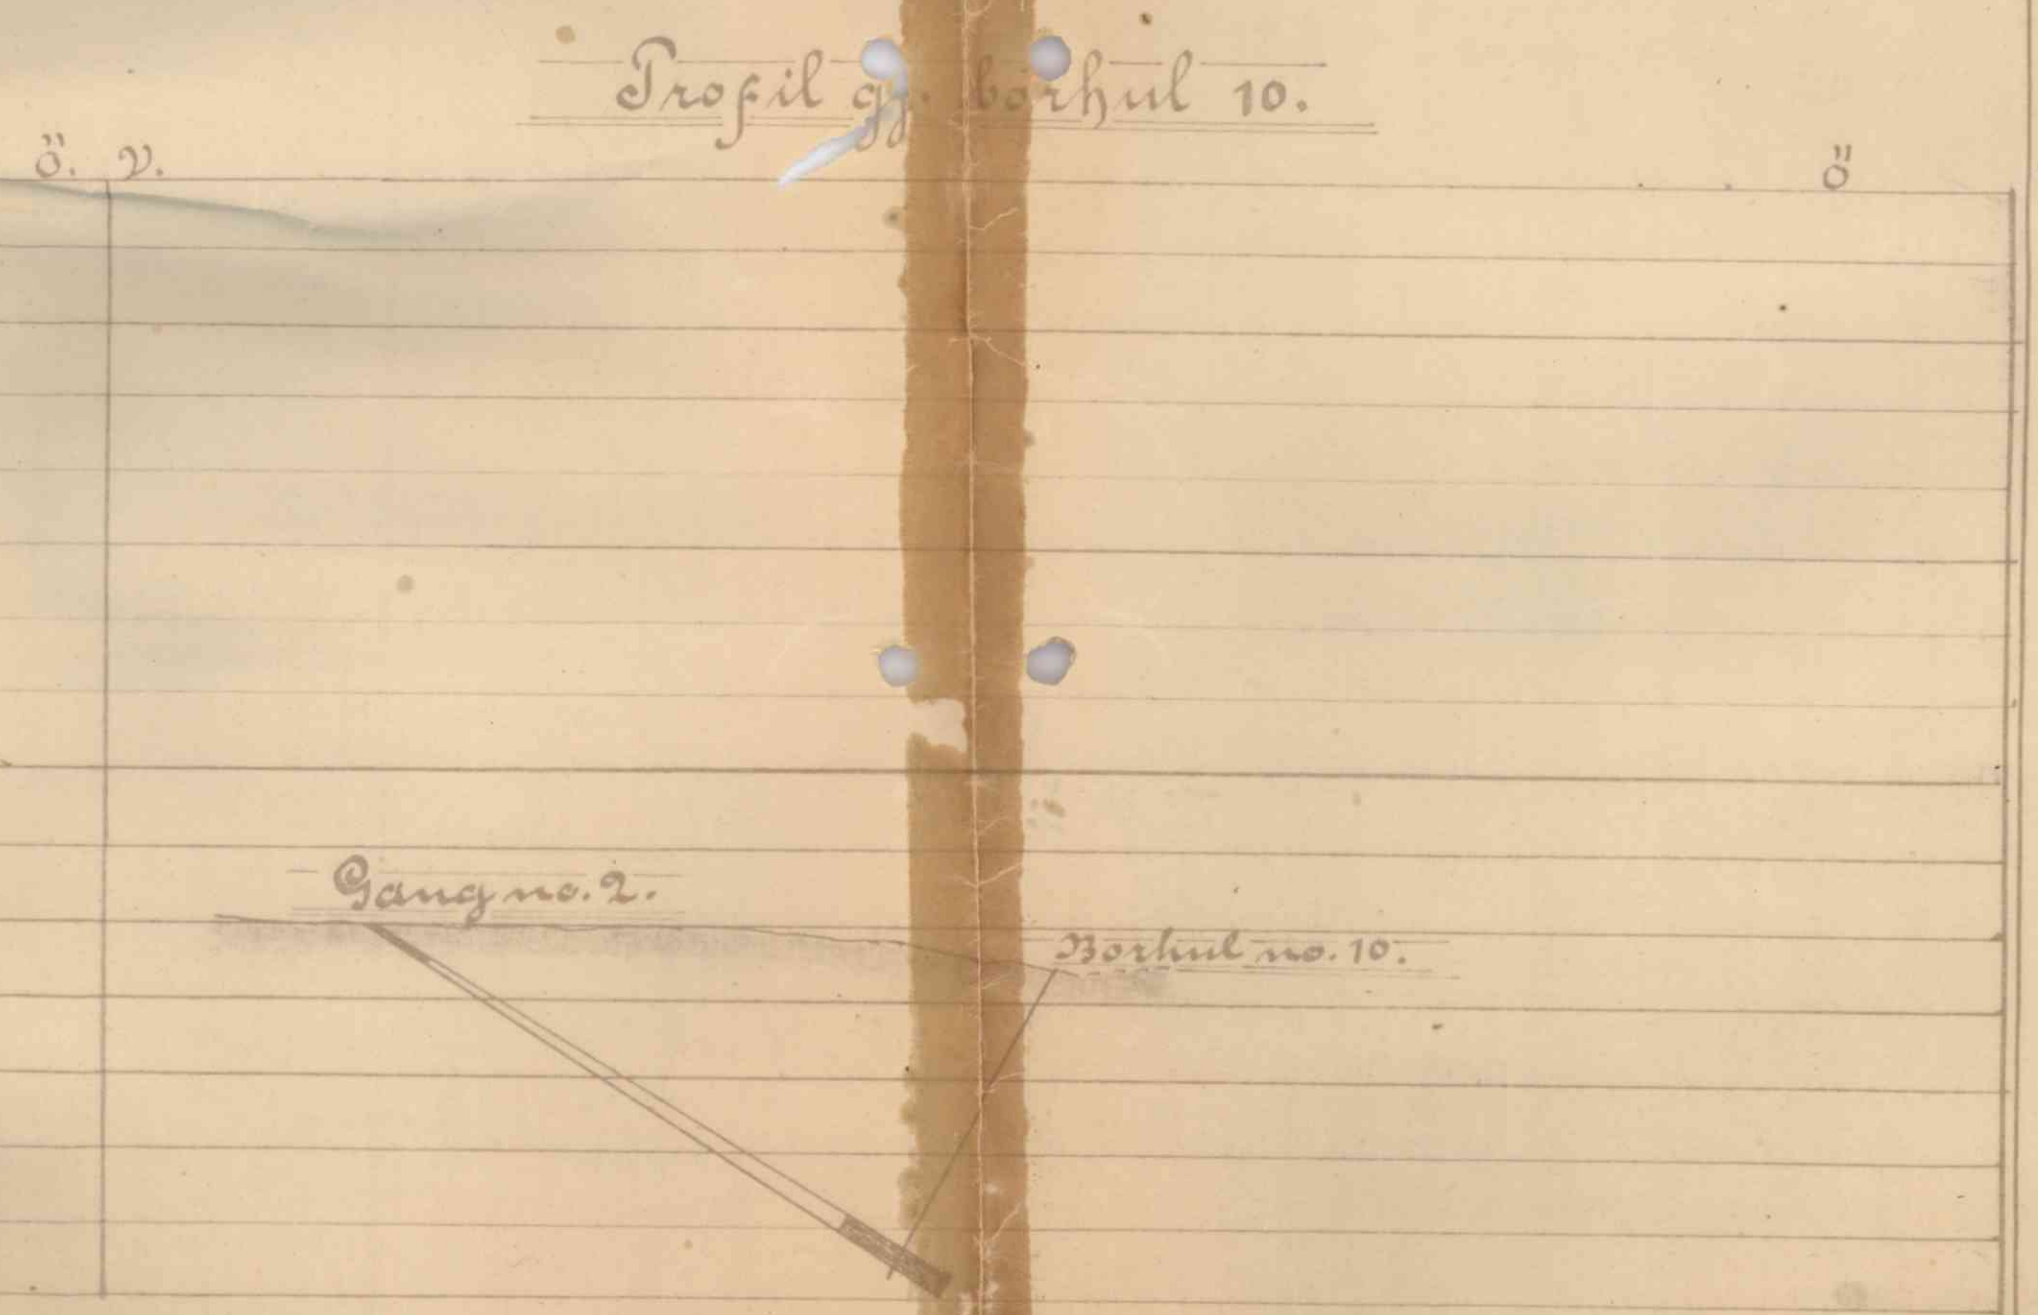 Profil gj. borhul 10.
Ö. V. Ö
Gang no. 2.
Borhul no. 10.